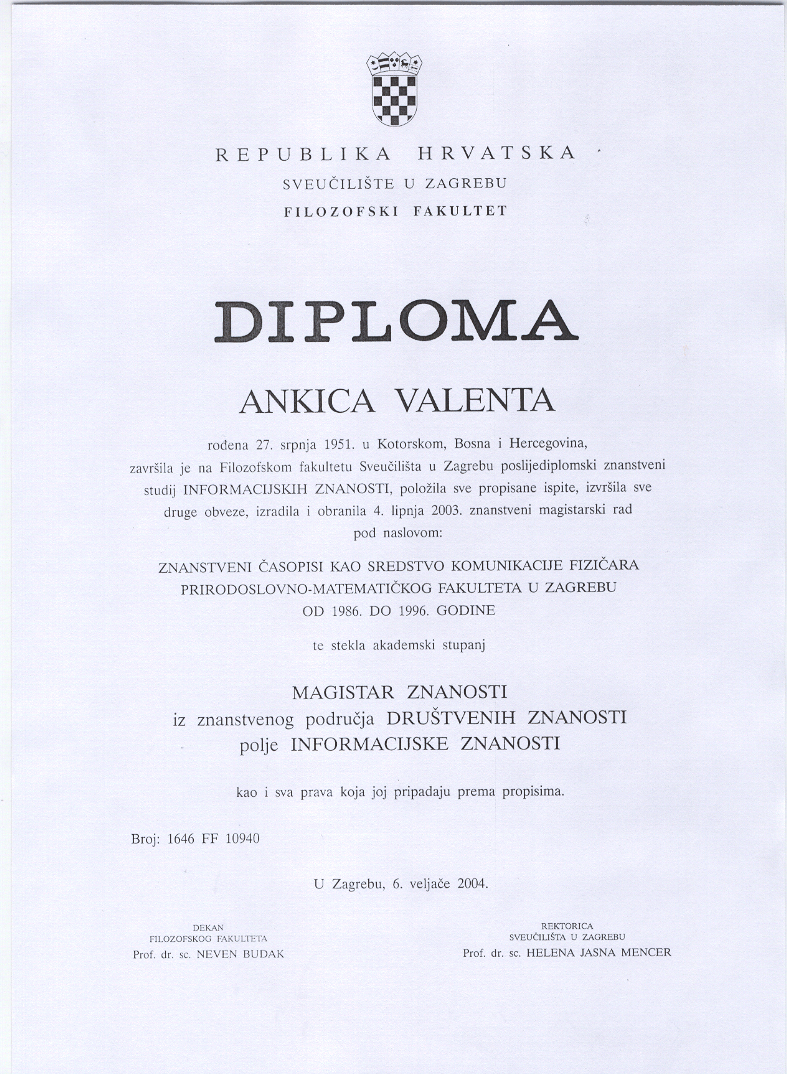 REPUBLIKA HRVATSKA
SVEUČILIŠTE U ZAGREBU
FILOZOFSKI FAKULTET
DIPLOMA
ANKICA VALENTA
rođena 27. srpnja 1951. u Kotorskom, Bosna i Hercegovina,
završila je na Filozofskom fakultetu Sveučilišta u Zagrebu poslijediplomski znanstveni
studij INFORMACIJSKIH ZNANOSTI, položila sve propisane ispite, izvršila sve
druge obveze, izradila i obranila 4. lipnja 2003. znanstveni magistarski rad
pod naslovom:
ZNANSTVENI ČASOPISI KAO SREDSTVO KOMUNIKACIJE FIZIČARA
PRIRODOSLOVNO-MATEMATIČKOG FAKULTETA U ZAGREBU
OD 1986. DO 1996. GODINE
te stekla akademski stupanj
MAGISTAR ZNANOSTI
iz znanstvenog područja DRUŠTVENIH ZNANOSTI
polje INFORMACIJSKE ZNANOSTI
kao i sva prava koja joj pripadaju prema propisima.
Broj: 1646 FF 10940
U Zagrebu, 6. veljače 2004.
DEKAN
FILOZOFSKOG FAKULTETA
Prof. dr. sc. NEVEN BUDAK
REKTORICA
SVEUČILIŠTA U ZAGREBU
Prof. dr. sc. HELENA JASNA MENCER